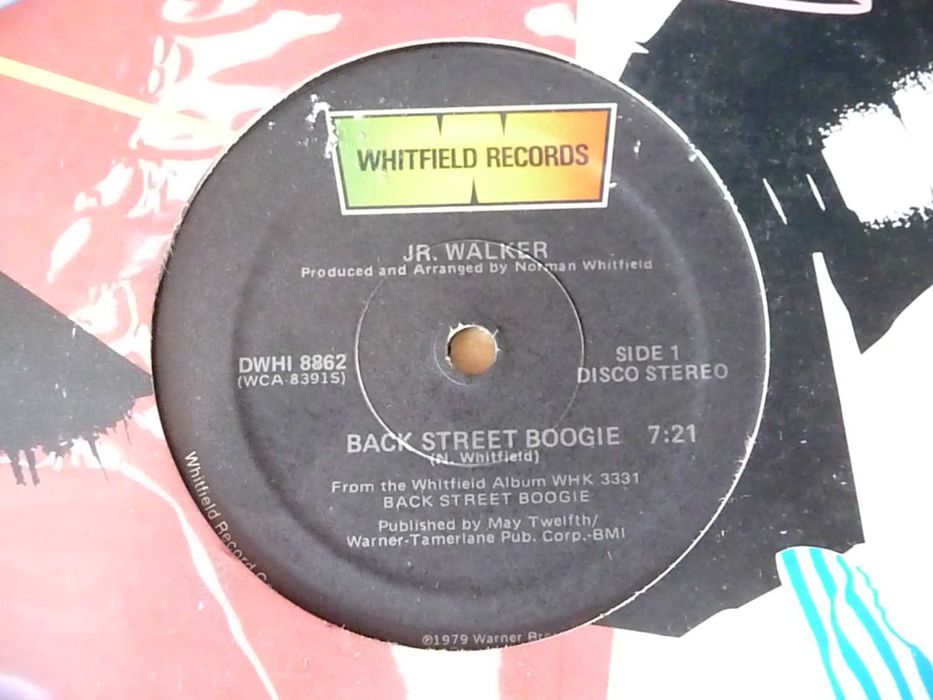 WHITFIELD RECORDS
JR. WALKER
Produced and Arranged by Norman Whitfield
DWHI 8862
(WCA-8391S)
SIDE 1
DISCO STEREO
BACK STREET BOOGIE 7:21
(N. Whitfield)
From the Whitfield Album WHK 3331
BACK STREET BOOGIE
Published by May Twelfth/
Warner-Tamerlane Pub. Corp.-BMI
Whitfield Record
℗1979 Warner